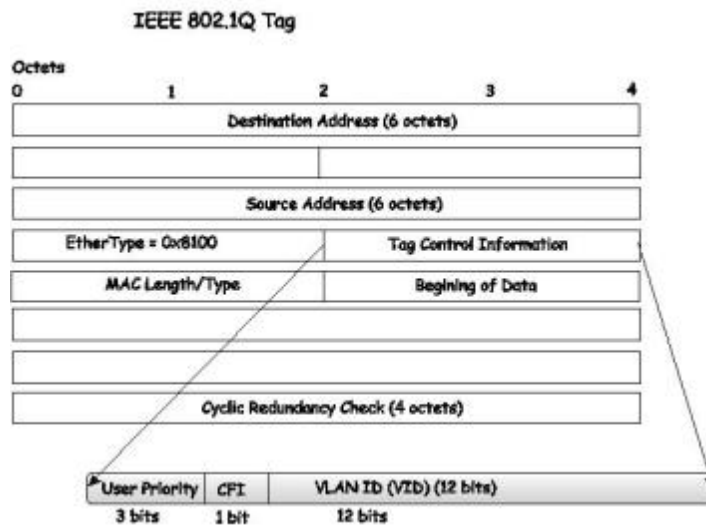 IEEE 802.1Q Tag
Octets
0 1 2 3 4
Destination Address (6 octets)
Source Address (6 octets)
EtherType = 0x8100 Tag Control Information
MAC Length/Type Begining of Data
Cyclic Redundancy Check (4 octets)
User Priority CFI VLAN ID (VID) (12 bits)
3 bits 1 bit 12 bits